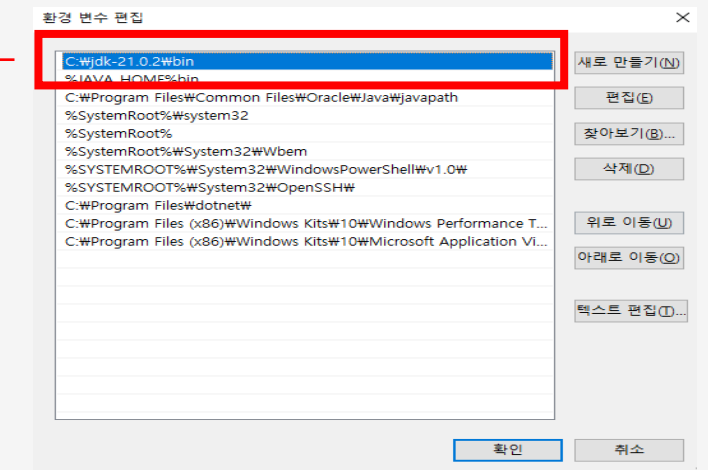 환경 변수 편집
C:₩jdk-21.0.2₩bin
%JAVA_HOME%bin
C:₩Program Files₩Common Files₩Oracle₩Java₩javapath
%SystemRoot%₩system32
%SystemRoot%
%SystemRoot%₩System32₩Wbem
%SYSTEMROOT%₩System32₩WindowsPowerShell₩v1.0₩
%SYSTEMROOT%₩System32₩OpenSSH₩
C:₩Program Files₩dotnet₩
C:₩Program Files (x86)₩Windows Kits₩10₩Windows Performance T...
C:₩Program Files (x86)₩Windows Kits₩10₩Microsoft Application Vi...
새로 만들기(N)
편집(E)
찾아보기(B)...
삭제(D)
위로 이동(U)
아래로 이동(O)
텍스트 편집(T)...
확인
취소